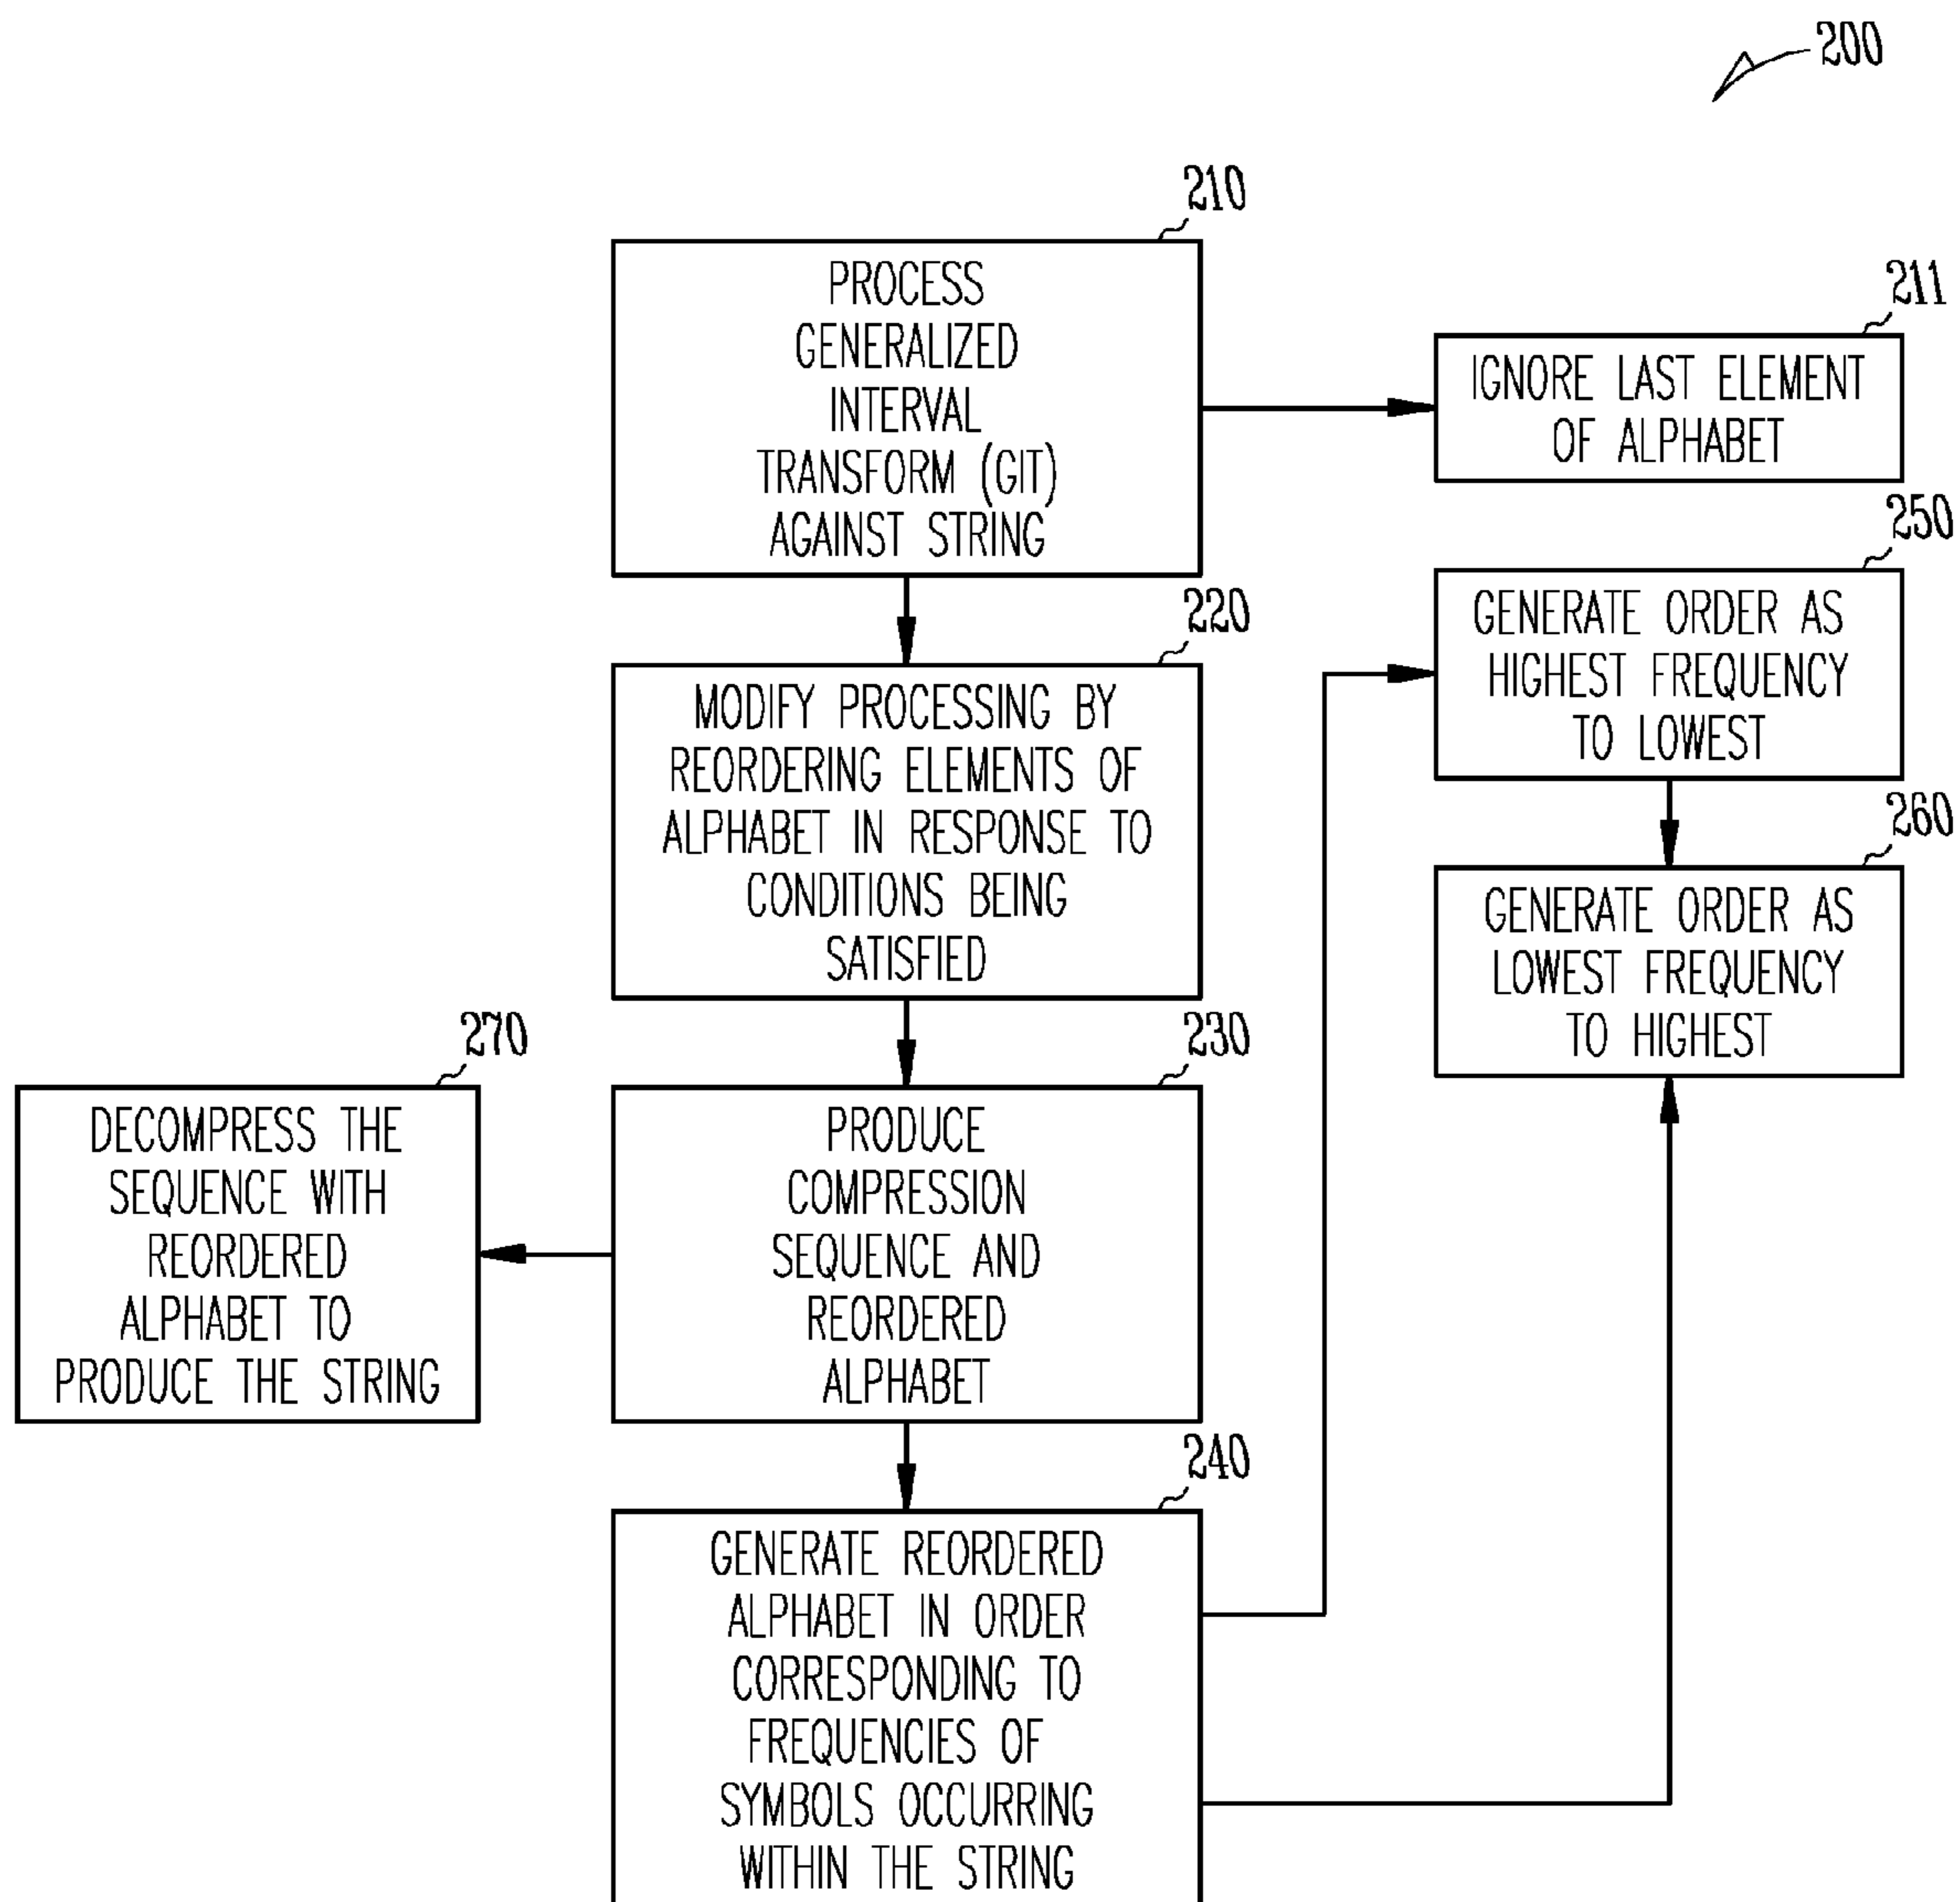 200
210
PROCESS
GENERALIZED
INTERVAL
TRANSFORM (GIT)
AGAINST STRING
211
IGNORE LAST ELEMENT
OF ALPHABET
220
MODIFY PROCESSING BY
REORDERING ELEMENTS OF
ALPHABET IN RESPONSE TO
CONDITIONS BEING
SATISFIED
250
GENERATE ORDER AS
HIGHEST FREQUENCY
TO LOWEST
260
GENERATE ORDER AS
LOWEST FREQUENCY
TO HIGHEST
270
DECOMPRESS THE
SEQUENCE WITH
REORDERED
ALPHABET TO
PRODUCE THE STRING
230
PRODUCE
COMPRESSION
SEQUENCE AND
REORDERED
ALPHABET
240
GENERATE REORDERED
ALPHABET IN ORDER
CORRESPONDING TO
FREQUENCIES OF
SYMBOLS OCCURRING
WITHIN THE STRING